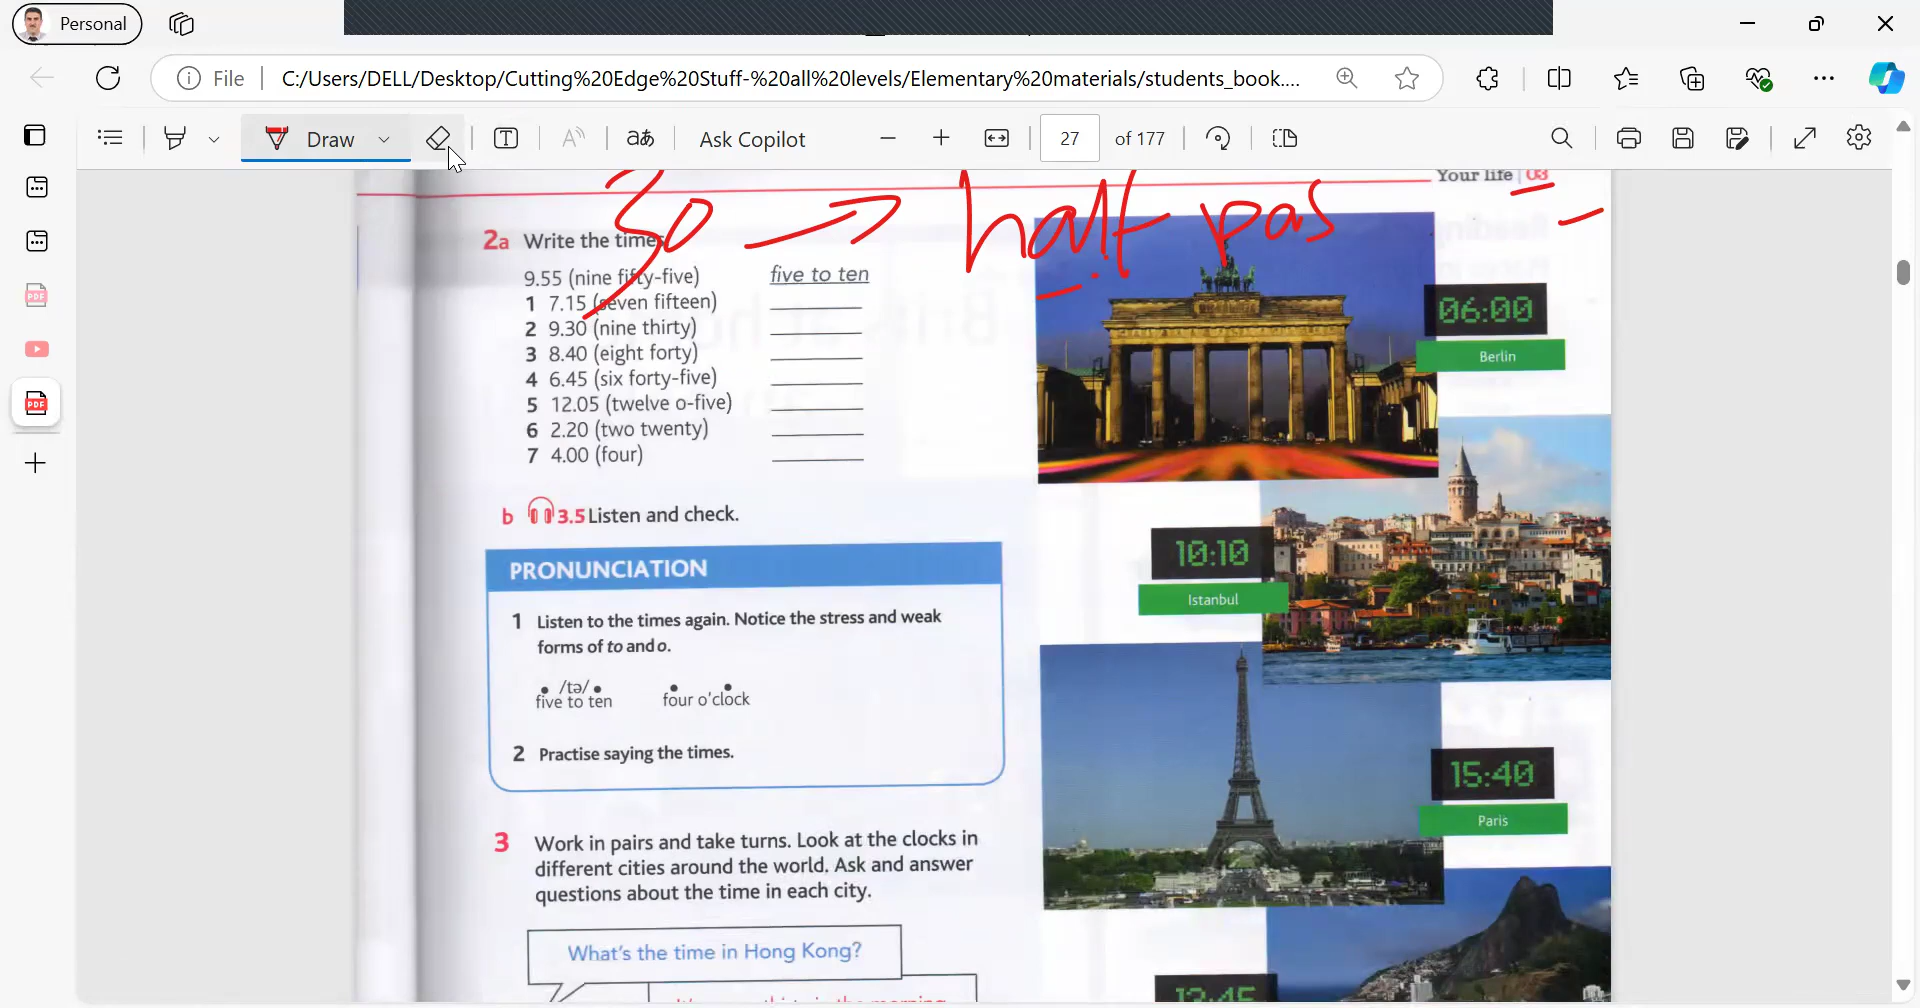 Personal
File
C:/Users/DELL/Desktop/Cutting%20Edge%20Stuff-%20all%20levels/Elementary%20materials/students_book....
Draw
Ask Copilot
27 of 177
Your life | 03
30 → half pas
2a Write the times
9.55 (nine fifty-five) five to ten
1 7.15 (seven fifteen)
2 9.30 (nine thirty)
3 8.40 (eight forty)
4 6.45 (six forty-five)
5 12.05 (twelve o-five)
6 2.20 (two twenty)
7 4.00 (four)
b 3.5 Listen and check.
PRONUNCIATION
1 Listen to the times again. Notice the stress and weak
forms of to and o.
/tə/
five to ten four o'clock
2 Practise saying the times.
3 Work in pairs and take turns. Look at the clocks in
different cities around the world. Ask and answer
questions about the time in each city.
What's the time in Hong Kong?
06:00
Berlin
10:10
Istanbul
15:40
Paris
12:45